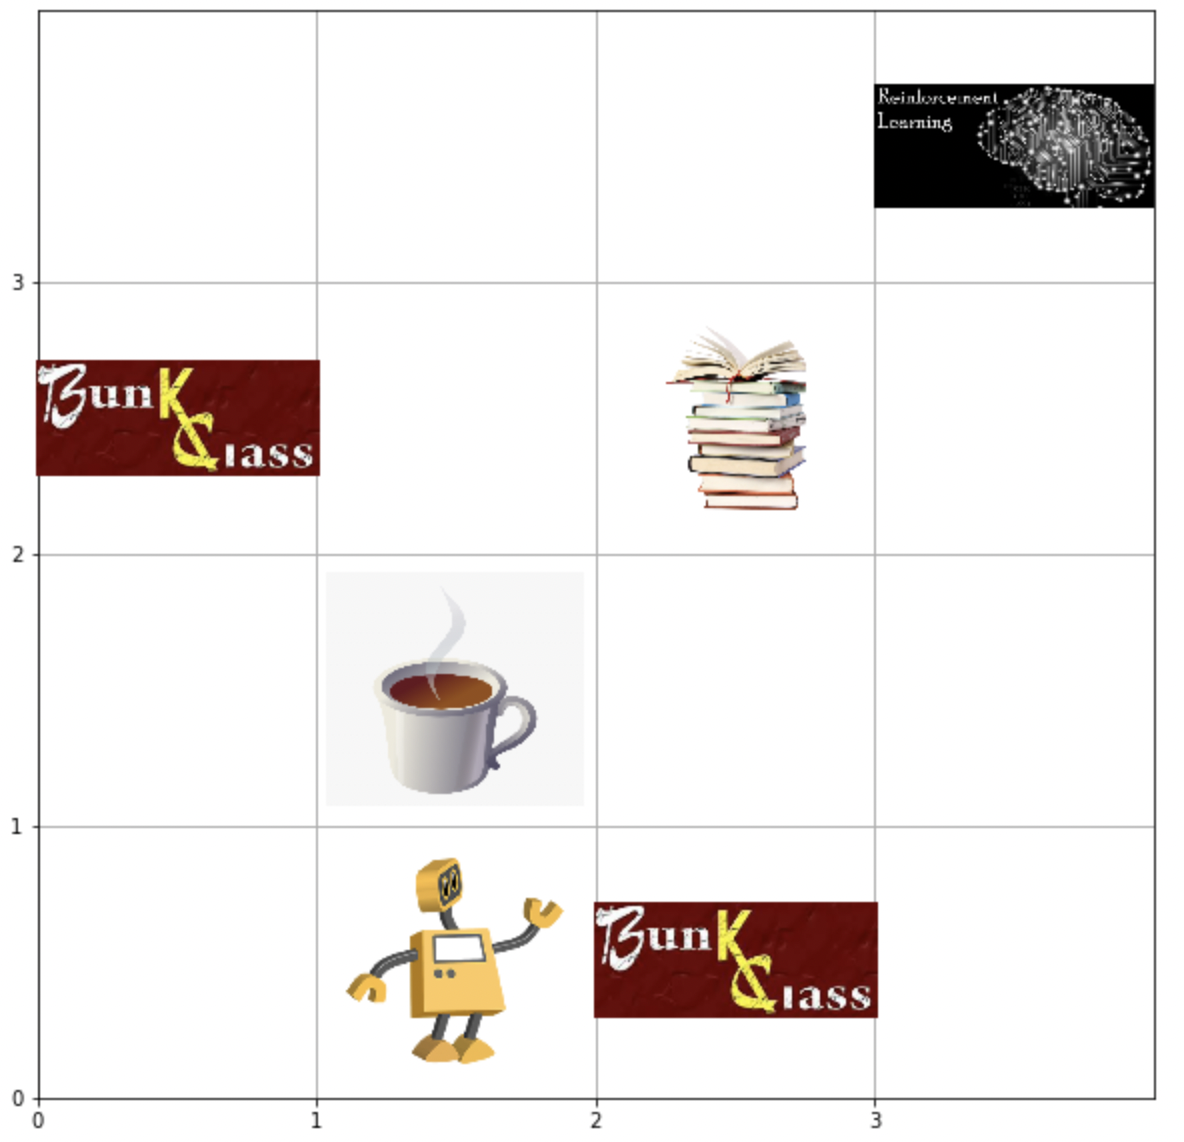 Reinforcement
Learning
3
BunK
Class
2
1
BunK
Class
0
0 1 2 3